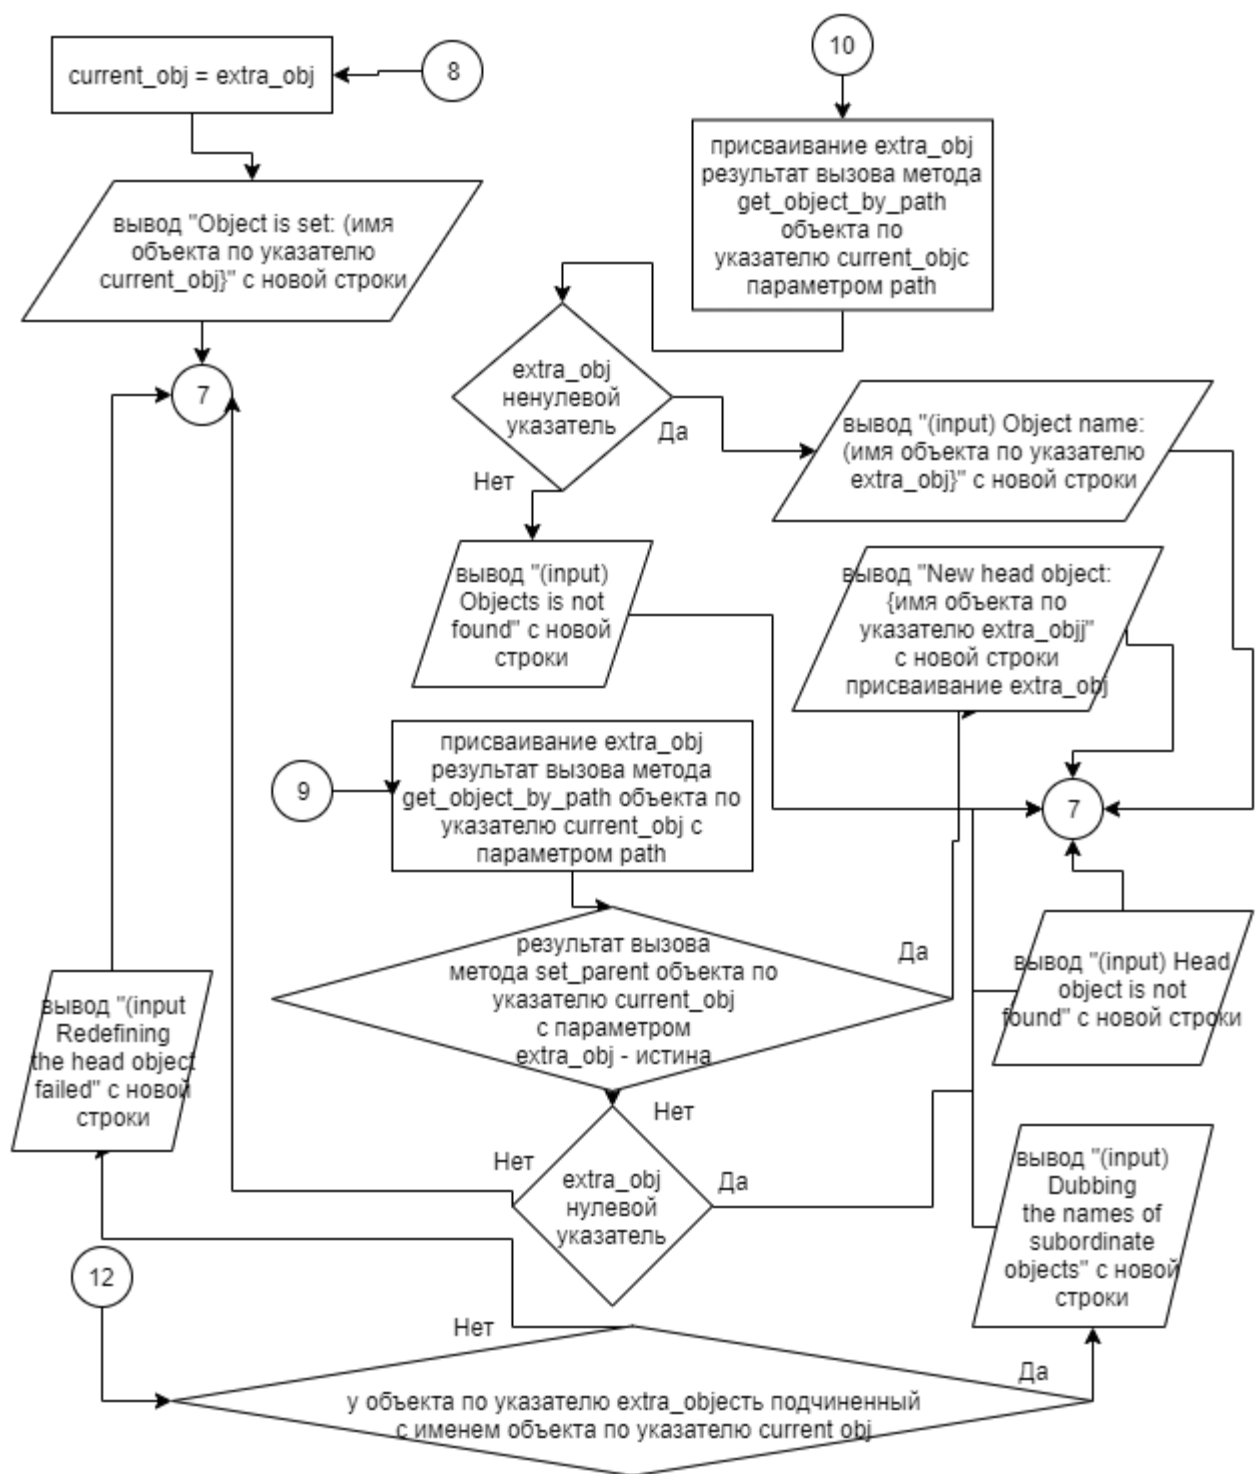 current_obj = extra_obj
8
вывод "Object is set: (имя
объекта по указателю
current_obj}" с новой строки
7
10
присваивание extra_obj
результат вызова метода
get_object_by_path
объекта по
указателю current_objс
параметром path
extra_obj
ненулевой
указатель
Да
Нет
вывод "(input) Object name:
(имя объекта по указателю
extra_obj}" с новой строки
вывод "(input)
Objects is not
found" с новой
строки
вывод "New head object:
{имя объекта по
указателю extra_objj"
с новой строки
присваивание extra_obj
9
присваивание extra_obj
результат вызова метода
get_object_by_path объекта по
указателю current_obj с
параметром path
7
результат вызова
метода set_parent объекта по
указателю current_obj
с параметром
extra_obj - истина
Да
Нет
вывод "(input) Head
object is not
found" с новой строки
вывод "(input
Redefining
the head object
failed" с новой
строки
extra_obj
нулевой
указатель
Нет
Да
вывод "(input)
Dubbing
the names of
subordinate
objects" с новой
строки
12
Нет
Да
у объекта по указателю extra_objесть подчиненный
с именем объекта по указателю current obj